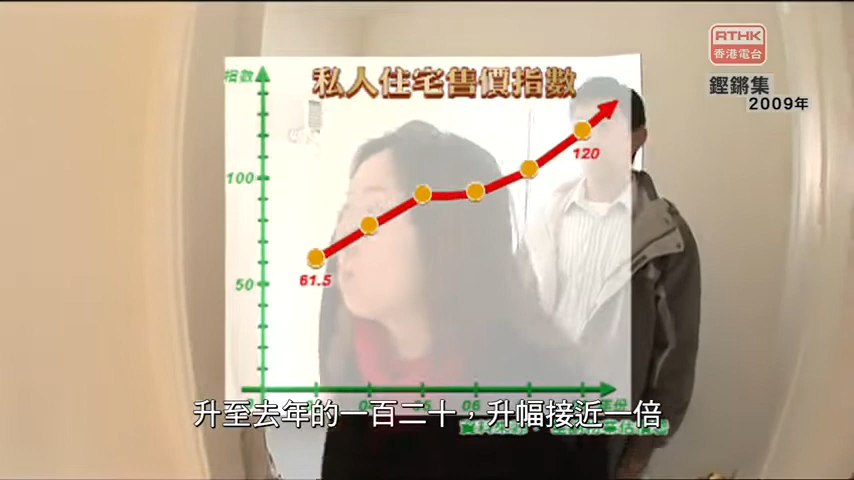 RTHK
香港電台
鏗鏘集
2009年
私人住宅售價指數
指數
120
100
61.5
50
06
升至去年的一百二十，升幅接近一倍